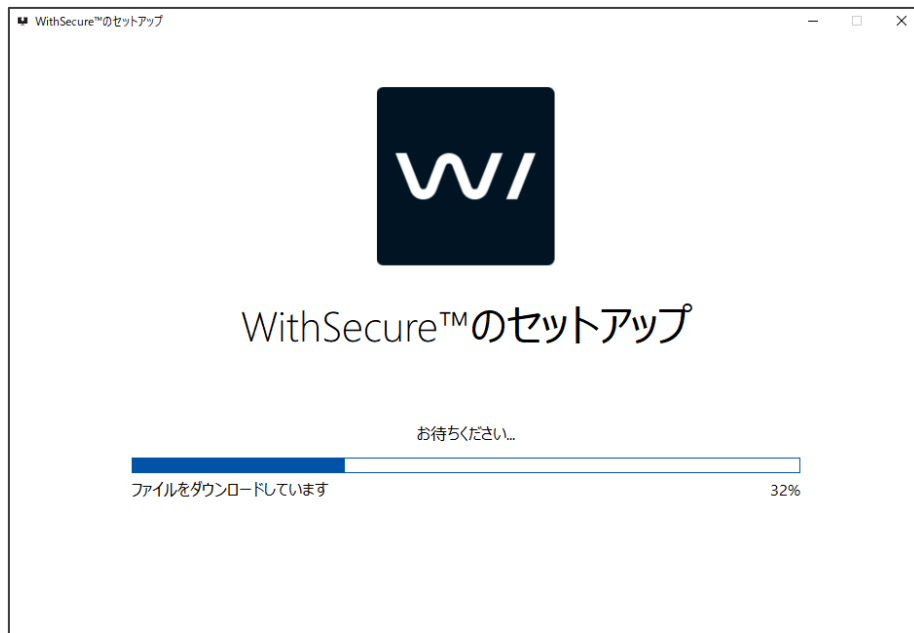 WithSecure™のセットアップ
W/
WithSecure™のセットアップ
お待ちください...
ファイルをダウンロードしています 32%